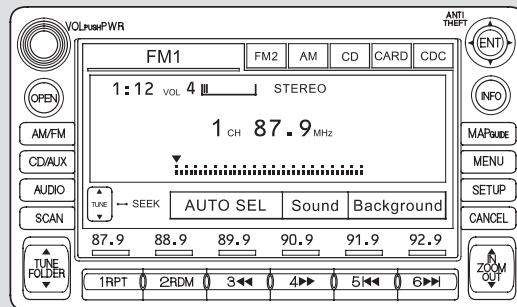 VOL PUSH PWR
ANTI THEFT
ENT
FM1 FM2 AM CD CARD CDC
1:12 VOL 4 STEREO
OPEN
INFO
1 CH 87.9 MHz
AM/FM
MAP GUIDE
CD/AUX
MENU
AUDIO
SETUP
TUNE SEEK AUTO SEL Sound Background
SCAN
CANCEL
87.9 88.9 89.9 90.9 91.9 92.9
TUNE FOLDER
IN ZOOM OUT
1RPT 2RDM 3◀◀ 4▶▶ 5|◀◀ 6▶▶|